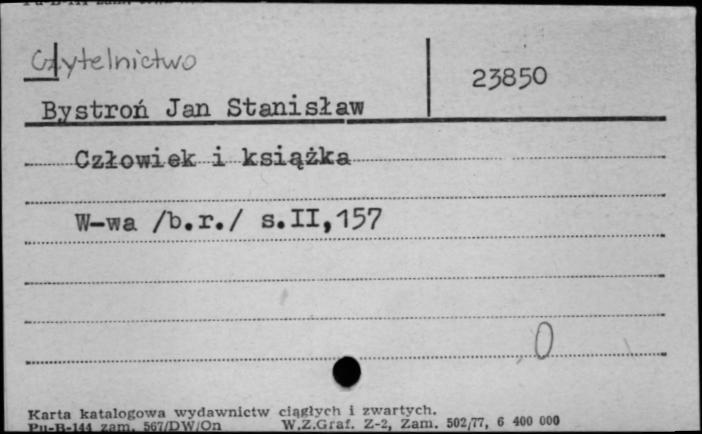 Czytelnictwo
23850
Bystroń Jan Stanisław
Człowiek i książka
W-wa /b.r./ s.II,157
0
Karta katalogowa wydawnictw ciągłych i zwartych.
Pu-B-144 zam. 567/DW/On W.Z.Graf. Z-2, Zam. 502/77, 6 400 000